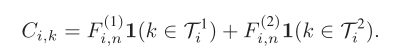 $C_{i,k} = F_{i,n}^{(1)} \mathbf{1}(k \in \mathcal{T}_i^1) + F_{i,n}^{(2)} \mathbf{1}(k \in \mathcal{T}_i^2).$